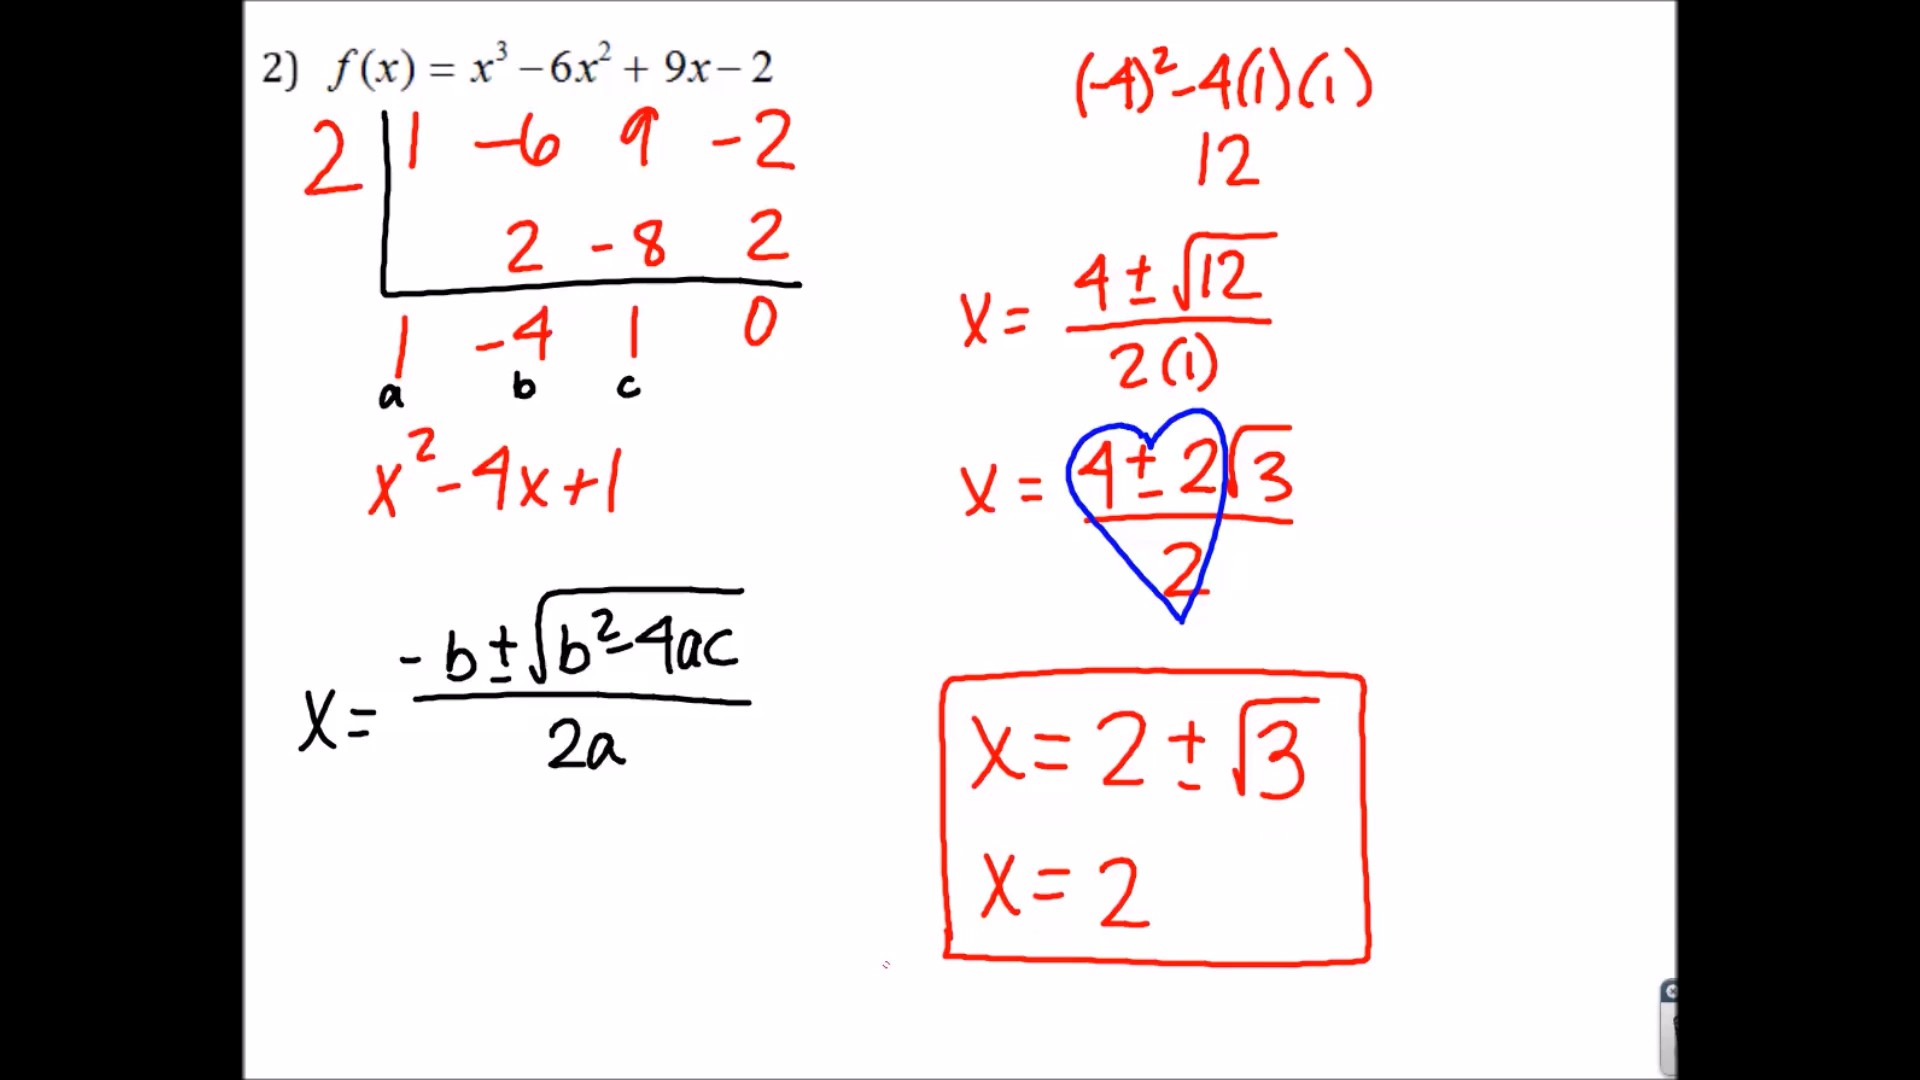 2) f(x) = x³ − 6x² + 9x − 2
2 | 1 -6 9 -2
2 -8 2
1 -4 1 0
a b c
x² - 4x + 1
x = (-b ± √(b² - 4ac)) / 2a
(-4)² - 4(1)(1)
12
x = (4 ± √12) / 2(1)
x = (4 ± 2√3) / 2
x = 2 ± √3
x = 2